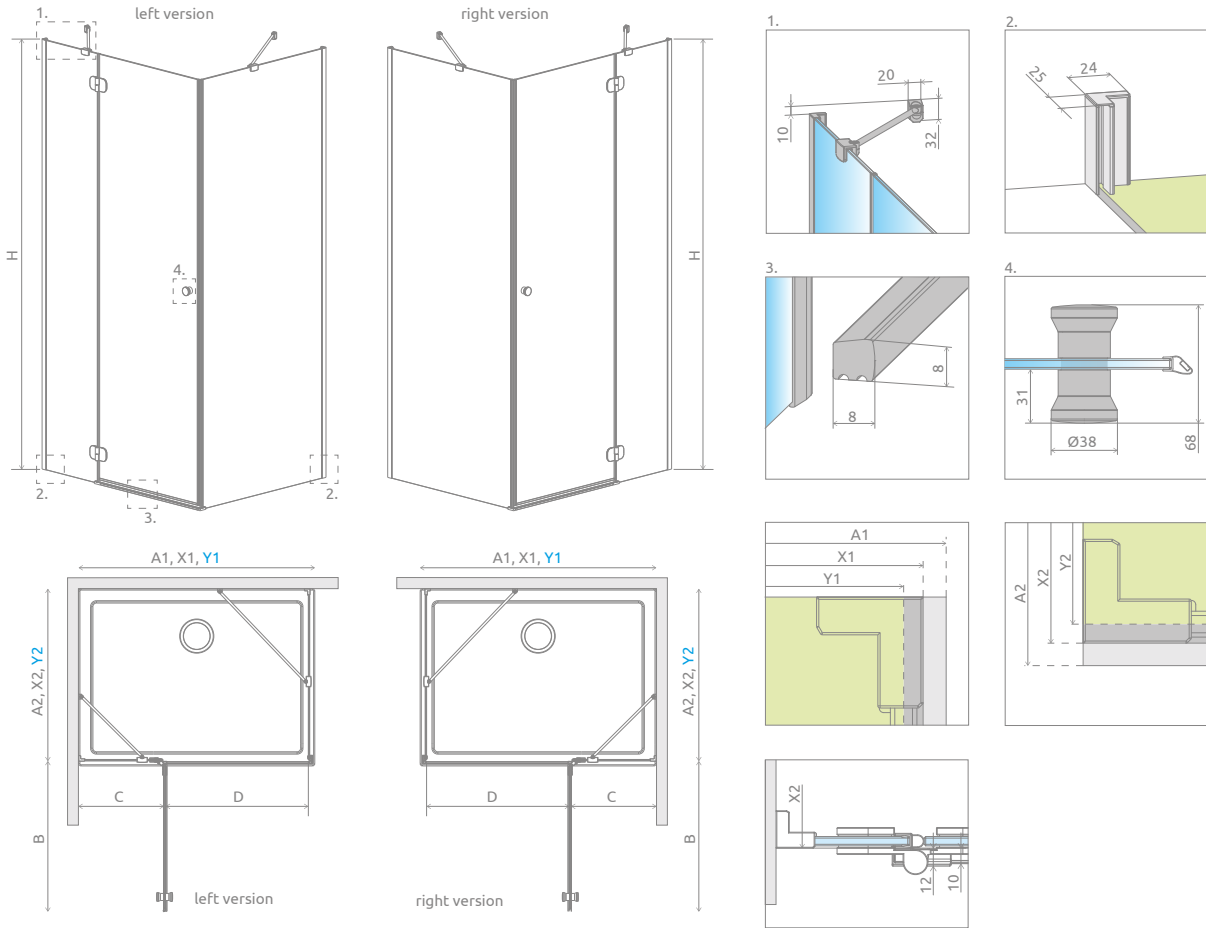 1.
left version
H
4.
2.
3.
2.
right version
H
1.
20
10
32
2.
25
24
3.
8
8
4.
31
Ø38
68
A1, X1, Y1
A2, X2, Y2
C
D
B
left version
A1, X1, Y1
A2, X2, Y2
D
C
B
right version
A1
X1
Y1
A2
X2
Y2
X2
12
10